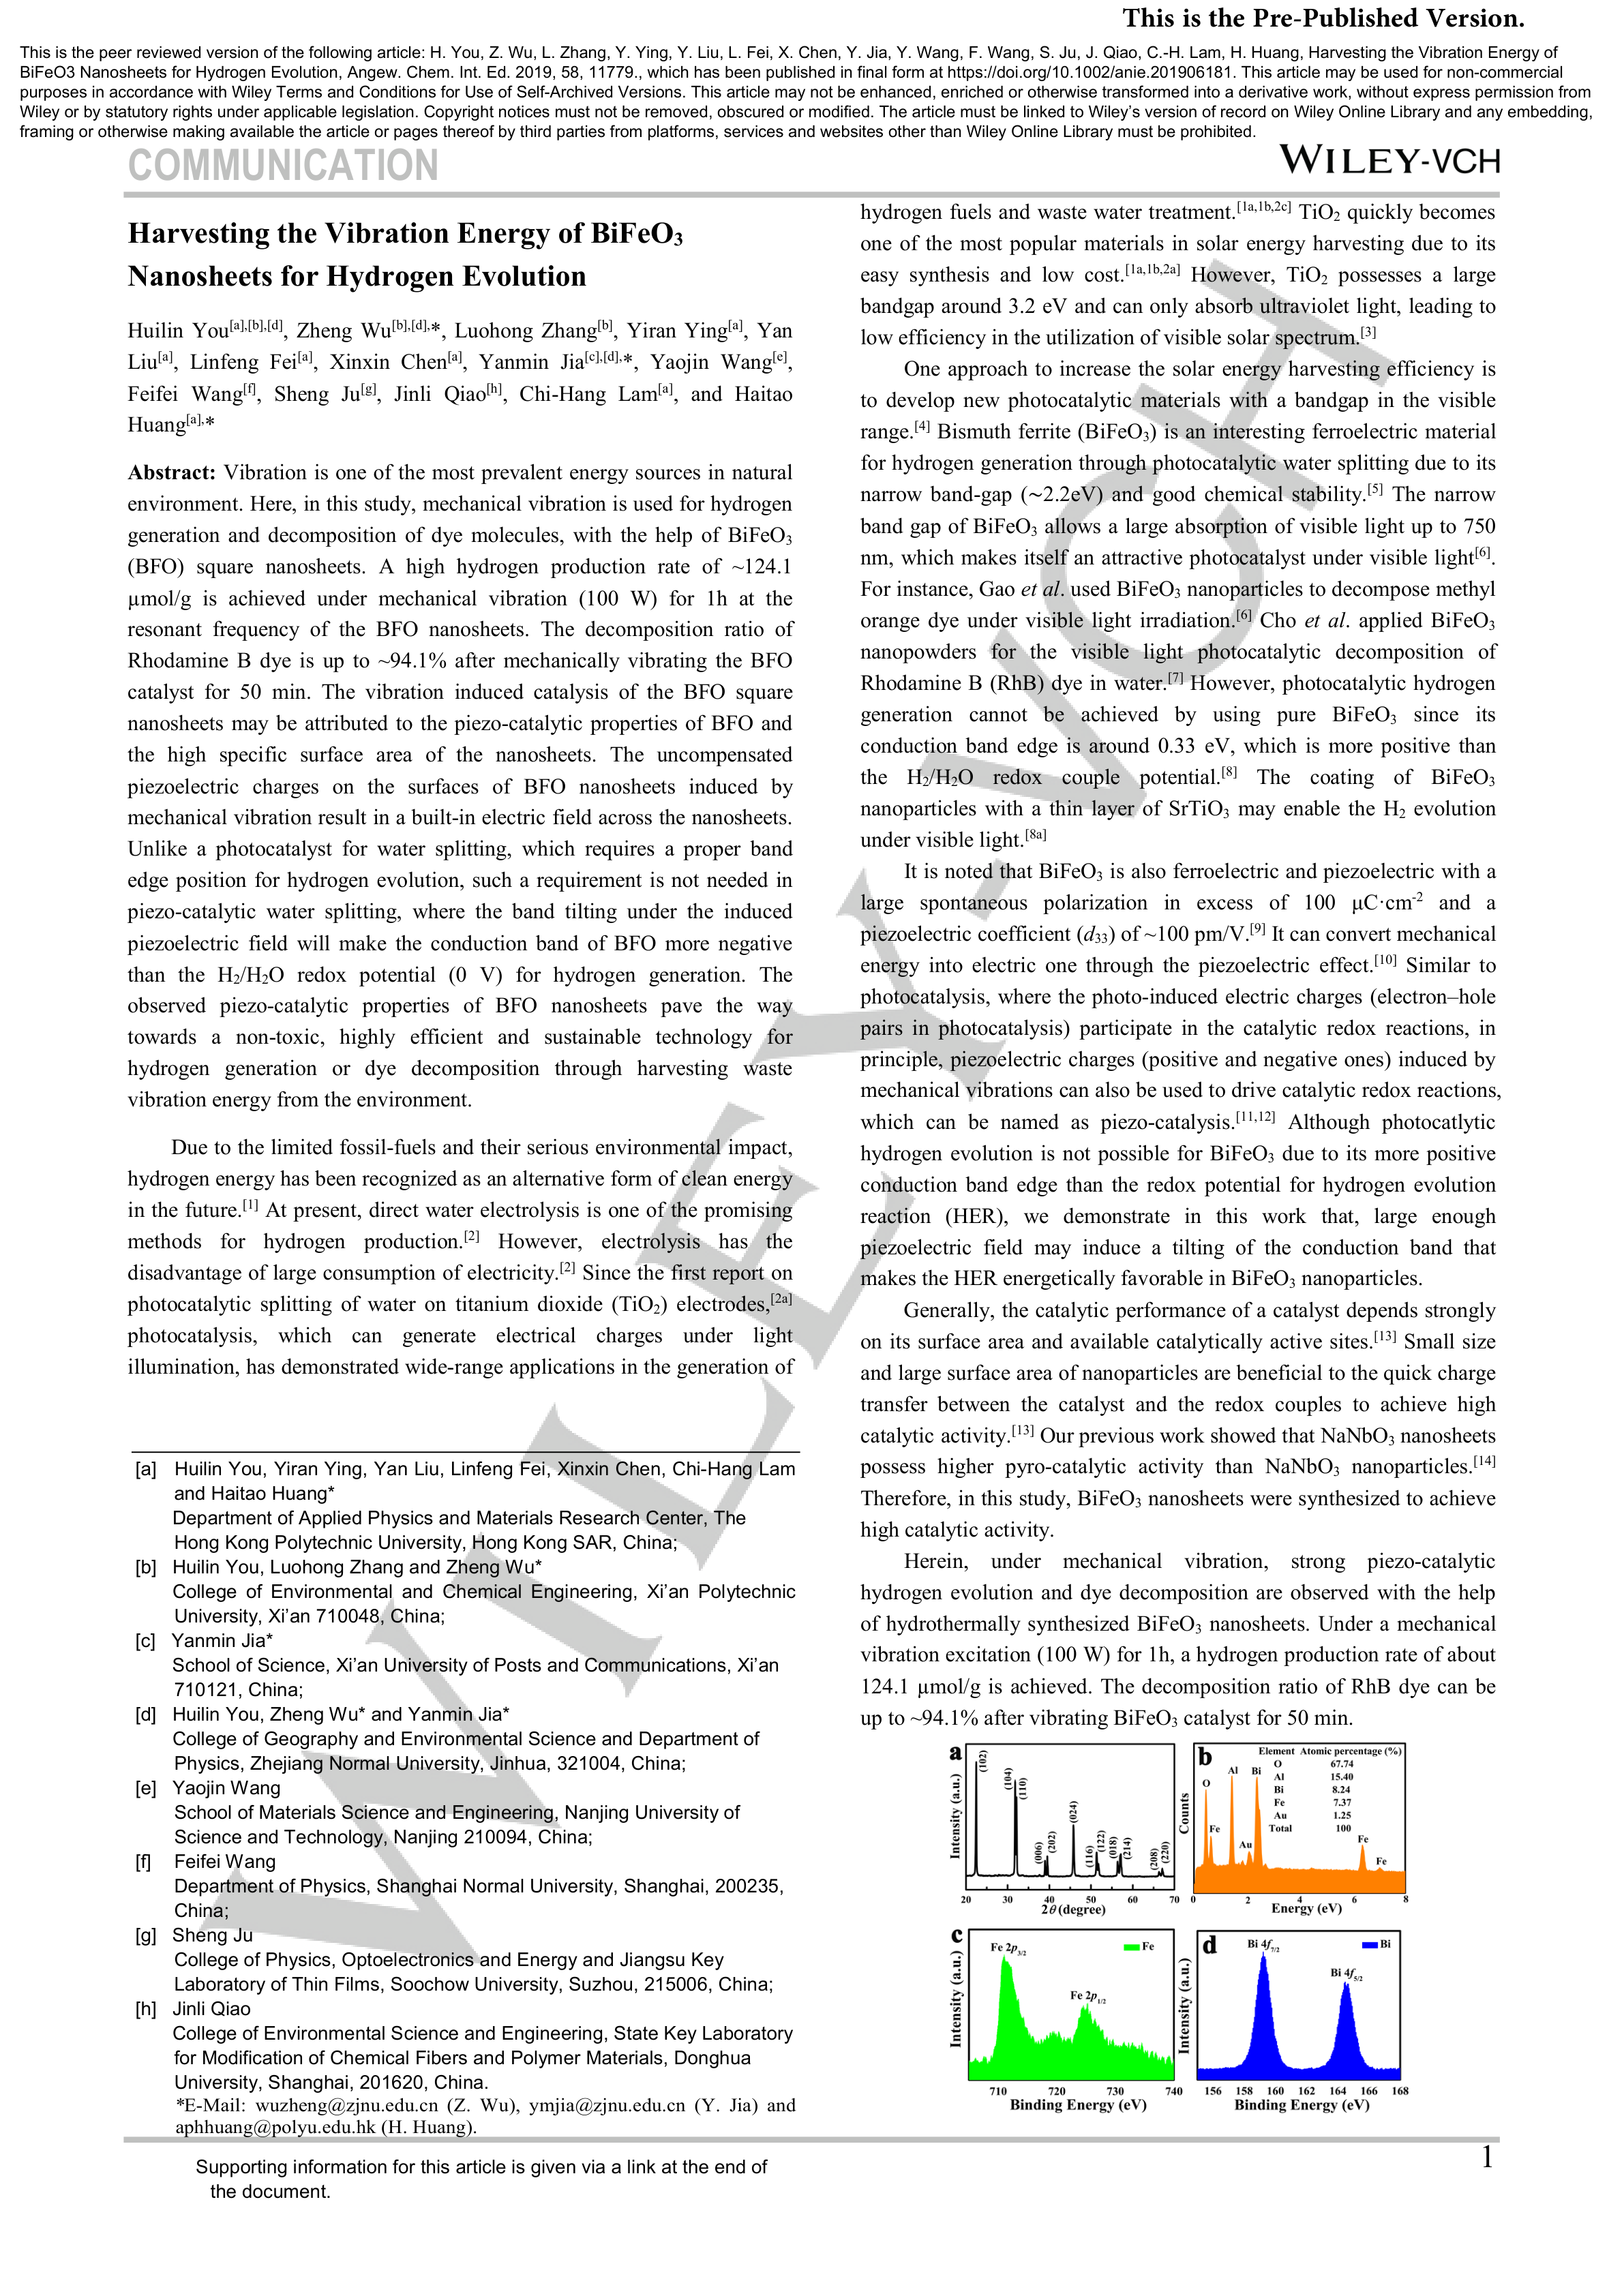 This is the Pre-Published Version.
This is the peer reviewed version of the following article: H. You, Z. Wu, L. Zhang, Y. Ying, Y. Liu, L. Fei, X. Chen, Y. Jia, Y. Wang, F. Wang, S. Ju, J. Qiao, C.-H. Lam, H. Huang, Harvesting the Vibration Energy of
BiFeO3 Nanosheets for Hydrogen Evolution, Angew. Chem. Int. Ed. 2019, 58, 11779., which has been published in final form at https://doi.org/10.1002/anie.201906181. This article may be used for non-commercial
purposes in accordance with Wiley Terms and Conditions for Use of Self-Archived Versions. This article may not be enhanced, enriched or otherwise transformed into a derivative work, without express permission from
Wiley or by statutory rights under applicable legislation. Copyright notices must not be removed, obscured or modified. The article must be linked to Wiley's version of record on Wiley Online Library and any embedding,
framing or otherwise making available the article or pages thereof by third parties from platforms, services and websites other than Wiley Online Library must be prohibited.
COMMUNICATION
WILEY-VCH
Harvesting the Vibration Energy of BiFeO₃
Nanosheets for Hydrogen Evolution
Huilin You[a],[b],[d], Zheng Wu[b],[d],*, Luohong Zhang[b], Yiran Ying[a], Yan
Liu[a], Linfeng Fei[a], Xinxin Chen[a], Yanmin Jia[c],[d],*, Yaojin Wang[e],
Feifei Wang[f], Sheng Ju[g], Jinli Qiao[h], Chi-Hang Lam[a], and Haitao
Huang[a],*
Abstract: Vibration is one of the most prevalent energy sources in natural
environment. Here, in this study, mechanical vibration is used for hydrogen
generation and decomposition of dye molecules, with the help of BiFeO₃
(BFO) square nanosheets. A high hydrogen production rate of ~124.1
µmol/g is achieved under mechanical vibration (100 W) for 1h at the
resonant frequency of the BFO nanosheets. The decomposition ratio of
Rhodamine B dye is up to ~94.1% after mechanically vibrating the BFO
catalyst for 50 min. The vibration induced catalysis of the BFO square
nanosheets may be attributed to the piezo-catalytic properties of BFO and
the high specific surface area of the nanosheets. The uncompensated
piezoelectric charges on the surfaces of BFO nanosheets induced by
mechanical vibration result in a built-in electric field across the nanosheets.
Unlike a photocatalyst for water splitting, which requires a proper band
edge position for hydrogen evolution, such a requirement is not needed in
piezo-catalytic water splitting, where the band tilting under the induced
piezoelectric field will make the conduction band of BFO more negative
than the H₂/H₂O redox potential (0 V) for hydrogen generation. The
observed piezo-catalytic properties of BFO nanosheets pave the way
towards a non-toxic, highly efficient and sustainable technology for
hydrogen generation or dye decomposition through harvesting waste
vibration energy from the environment.
Due to the limited fossil-fuels and their serious environmental impact,
hydrogen energy has been recognized as an alternative form of clean energy
in the future.[1] At present, direct water electrolysis is one of the promising
methods for hydrogen production.[2] However, electrolysis has the
disadvantage of large consumption of electricity.[2] Since the first report on
photocatalytic splitting of water on titanium dioxide (TiO₂) electrodes,[2a]
photocatalysis, which can generate electrical charges under light
illumination, has demonstrated wide-range applications in the generation of
[a] Huilin You, Yiran Ying, Yan Liu, Linfeng Fei, Xinxin Chen, Chi-Hang Lam
and Haitao Huang*
Department of Applied Physics and Materials Research Center, The
Hong Kong Polytechnic University, Hong Kong SAR, China;
[b] Huilin You, Luohong Zhang and Zheng Wu*
College of Environmental and Chemical Engineering, Xi'an Polytechnic
University, Xi'an 710048, China;
[c] Yanmin Jia*
School of Science, Xi'an University of Posts and Communications, Xi'an
710121, China;
[d] Huilin You, Zheng Wu* and Yanmin Jia*
College of Geography and Environmental Science and Department of
Physics, Zhejiang Normal University, Jinhua, 321004, China;
[e] Yaojin Wang
School of Materials Science and Engineering, Nanjing University of
Science and Technology, Nanjing 210094, China;
[f] Feifei Wang
Department of Physics, Shanghai Normal University, Shanghai, 200235,
China;
[g] Sheng Ju
College of Physics, Optoelectronics and Energy and Jiangsu Key
Laboratory of Thin Films, Soochow University, Suzhou, 215006, China;
[h] Jinli Qiao
College of Environmental Science and Engineering, State Key Laboratory
for Modification of Chemical Fibers and Polymer Materials, Donghua
University, Shanghai, 201620, China.
*E-Mail: wuzheng@zjnu.edu.cn (Z. Wu), ymjia@zjnu.edu.cn (Y. Jia) and
aphhuang@polyu.edu.hk (H. Huang).
Supporting information for this article is given via a link at the end of
the document.
hydrogen fuels and waste water treatment.[1a,1b,2c] TiO₂ quickly becomes
one of the most popular materials in solar energy harvesting due to its
easy synthesis and low cost.[1a,1b,2a] However, TiO₂ possesses a large
bandgap around 3.2 eV and can only absorb ultraviolet light, leading to
low efficiency in the utilization of visible solar spectrum.[3]
One approach to increase the solar energy harvesting efficiency is
to develop new photocatalytic materials with a bandgap in the visible
range.[4] Bismuth ferrite (BiFeO₃) is an interesting ferroelectric material
for hydrogen generation through photocatalytic water splitting due to its
narrow band-gap (~2.2eV) and good chemical stability.[5] The narrow
band gap of BiFeO₃ allows a large absorption of visible light up to 750
nm, which makes itself an attractive photocatalyst under visible light[6].
For instance, Gao et al. used BiFeO₃ nanoparticles to decompose methyl
orange dye under visible light irradiation.[6] Cho et al. applied BiFeO₃
nanopowders for the visible light photocatalytic decomposition of
Rhodamine B (RhB) dye in water.[7] However, photocatalytic hydrogen
generation cannot be achieved by using pure BiFeO₃ since its
conduction band edge is around 0.33 eV, which is more positive than
the H₂/H₂O redox couple potential.[8] The coating of BiFeO₃
nanoparticles with a thin layer of SrTiO₃ may enable the H₂ evolution
under visible light.[8a]
It is noted that BiFeO₃ is also ferroelectric and piezoelectric with a
large spontaneous polarization in excess of 100 µC·cm⁻² and a
piezoelectric coefficient (d₃₃) of ~100 pm/V.[9] It can convert mechanical
energy into electric one through the piezoelectric effect.[10] Similar to
photocatalysis, where the photo-induced electric charges (electron–hole
pairs in photocatalysis) participate in the catalytic redox reactions, in
principle, piezoelectric charges (positive and negative ones) induced by
mechanical vibrations can also be used to drive catalytic redox reactions,
which can be named as piezo-catalysis.[11,12] Although photocatlytic
hydrogen evolution is not possible for BiFeO₃ due to its more positive
conduction band edge than the redox potential for hydrogen evolution
reaction (HER), we demonstrate in this work that, large enough
piezoelectric field may induce a tilting of the conduction band that
makes the HER energetically favorable in BiFeO₃ nanoparticles.
Generally, the catalytic performance of a catalyst depends strongly
on its surface area and available catalytically active sites.[13] Small size
and large surface area of nanoparticles are beneficial to the quick charge
transfer between the catalyst and the redox couples to achieve high
catalytic activity.[13] Our previous work showed that NaNbO₃ nanosheets
possess higher pyro-catalytic activity than NaNbO₃ nanoparticles.[14]
Therefore, in this study, BiFeO₃ nanosheets were synthesized to achieve
high catalytic activity.
Herein, under mechanical vibration, strong piezo-catalytic
hydrogen evolution and dye decomposition are observed with the help
of hydrothermally synthesized BiFeO₃ nanosheets. Under a mechanical
vibration excitation (100 W) for 1h, a hydrogen production rate of about
124.1 µmol/g is achieved. The decomposition ratio of RhB dye can be
up to ~94.1% after vibrating BiFeO₃ catalyst for 50 min.
a
Intensity (a.u.)
(102)
(104)
(110)
(006)
(202)
(024)
(116)
(122)
(018)
(214)
(208)
(220)
20 30 40 50 60 70
2θ (degree)
b
Counts
Element Atomic percentage (%)
O 67.74
Al 15.40
Bi 8.24
Fe 7.37
Au 1.25
Total 100
O
Fe
Al
Au
Bi
Fe
Fe
0 2 4 6 8
Energy (eV)
c
Intensity (a.u.)
Fe 2p3/2
Fe
Fe 2p1/2
710 720 730 740
Binding Energy (eV)
d
Intensity (a.u.)
Bi 4f7/2
Bi
Bi 4f5/2
156 158 160 162 164 166 168
Binding Energy (eV)
1
WILEY-VCH